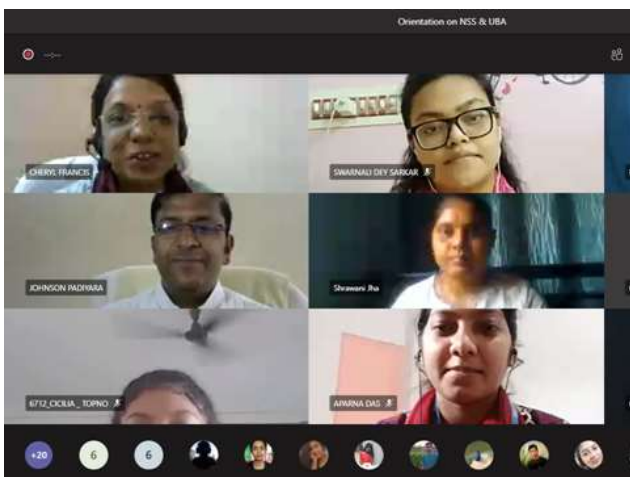 Orientation on NSS & UBA
--:--
CHERYL FRANCIS
SWARNALI DEY SARKAR
JOHNSON PADIYARA
Shrawani Jha
6712_CICILIA _ TOPNO
APARNA DAS
+20
6
6